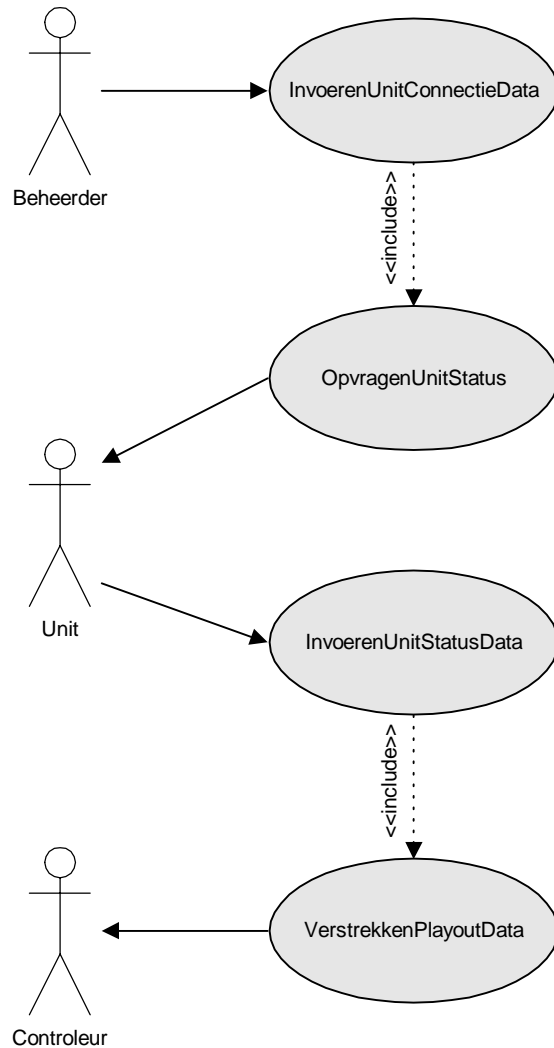 InvoerenUnitConnectieData
Beheerder
<<include>>
OpvragenUnitStatus
Unit
InvoerenUnitStatusData
<<include>>
VerstrekkenPlayoutData
Controleur